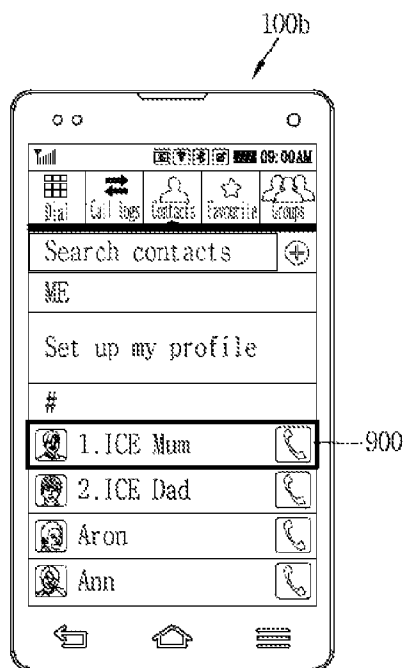 100b
09:00AM
Dial Call logs Contacts Favourite Groups
Search contacts
ME
Set up my profile
#
1.ICE Mum
900
2.ICE Dad
Aron
Ann